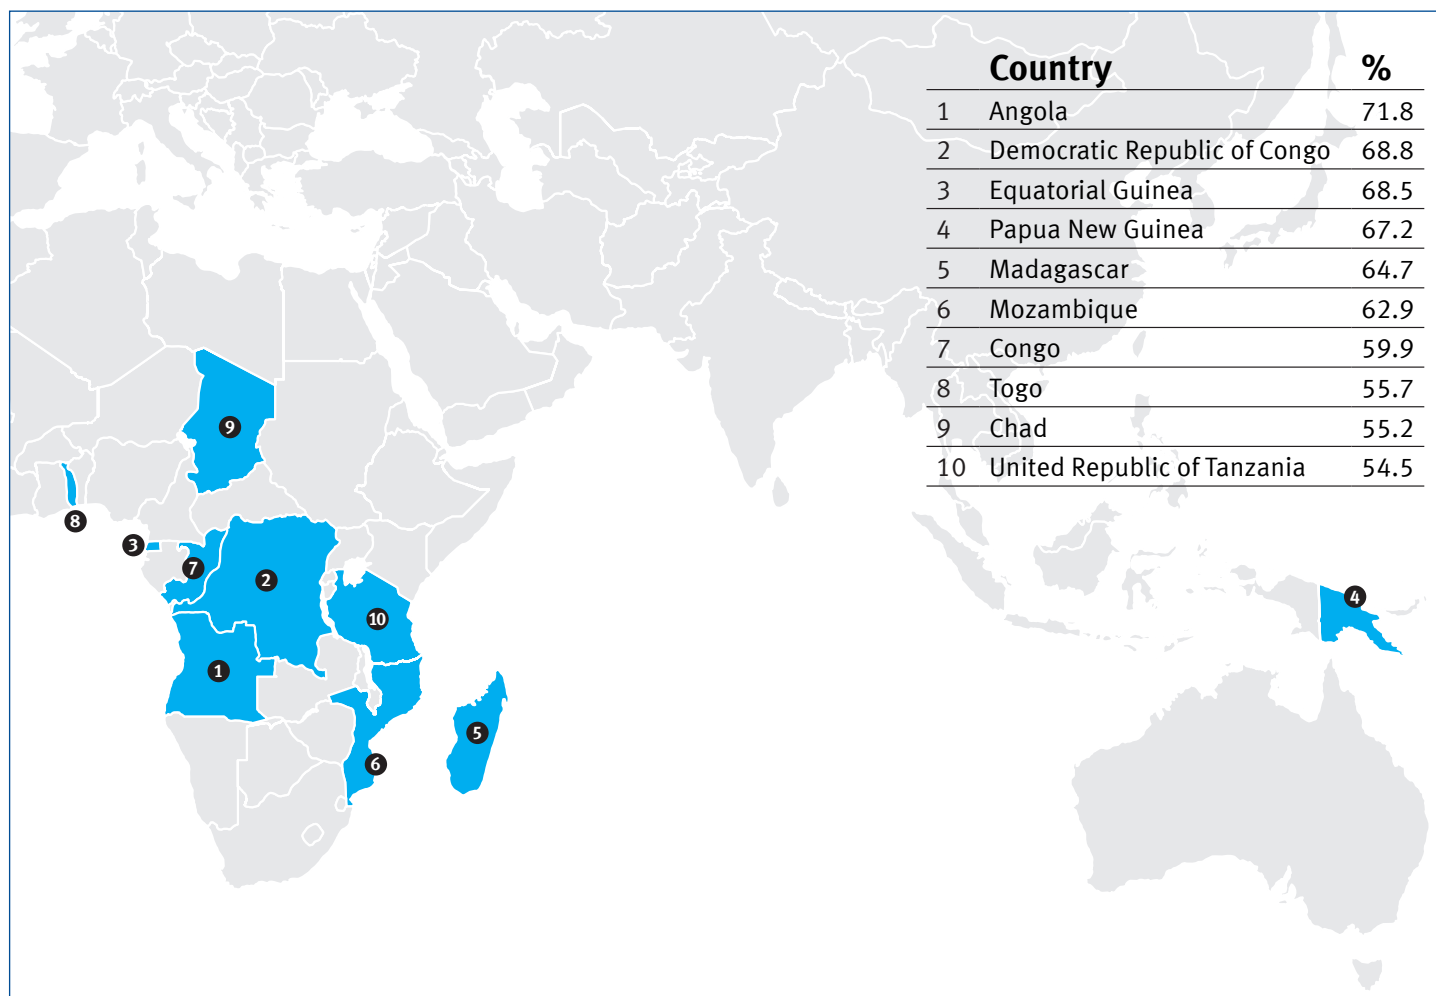 Country %
1 Angola 71.8
2 Democratic Republic of Congo 68.8
3 Equatorial Guinea 68.5
4 Papua New Guinea 67.2
5 Madagascar 64.7
6 Mozambique 62.9
7 Congo 59.9
8 Togo 55.7
9 Chad 55.2
10 United Republic of Tanzania 54.5
9
8
3
7
2
4
10
1
5
6